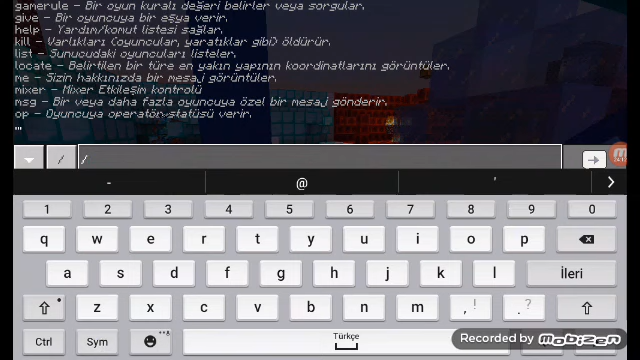 gamerule - Bir oyun kuralı değeri belirler veya sorgular.
give - Bir oyuncuya bir eşya verir.
help - Yardım/komut listesi sağlar.
kill - Varlıkları (oyuncular, yaratıklar gibi) öldürür.
list - Sunucudaki oyuncuları listeler.
locate - Belirtilen bir türe en yakın yapının koordinatlarını görüntüler.
me - Sizin hakkınızda bir mesaj görüntüler.
mixer - Mixer Etkileşim kontrolü
msg - Bir veya daha fazla oyuncuya özel bir mesaj gönderir.
op - Oyuncuya operatör statüsü verir.
...
/ /
- @ '
1 2 3 4 5 6 7 8 9 0
q w e r t y u i o p
a s d f g h j k l İleri
z x c v b n m , ! . ?
Ctrl Sym Türkçe
Recorded by MOBIZEN